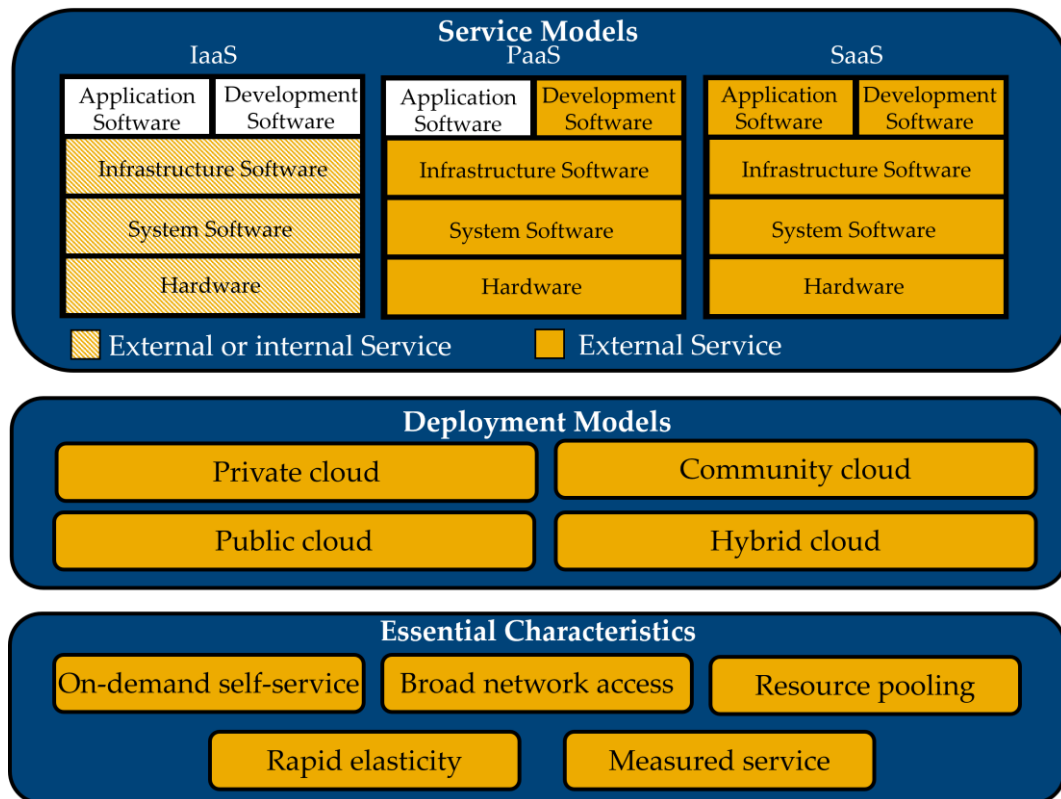 Service Models
IaaS
PaaS
SaaS
Application
Software
Development
Software
Application
Software
Development
Software
Application
Software
Development
Software
Infrastructure Software
Infrastructure Software
Infrastructure Software
System Software
System Software
System Software
Hardware
Hardware
Hardware
External or internal Service
External Service
Deployment Models
Private cloud
Community cloud
Public cloud
Hybrid cloud
Essential Characteristics
On-demand self-service
Broad network access
Resource pooling
Rapid elasticity
Measured service